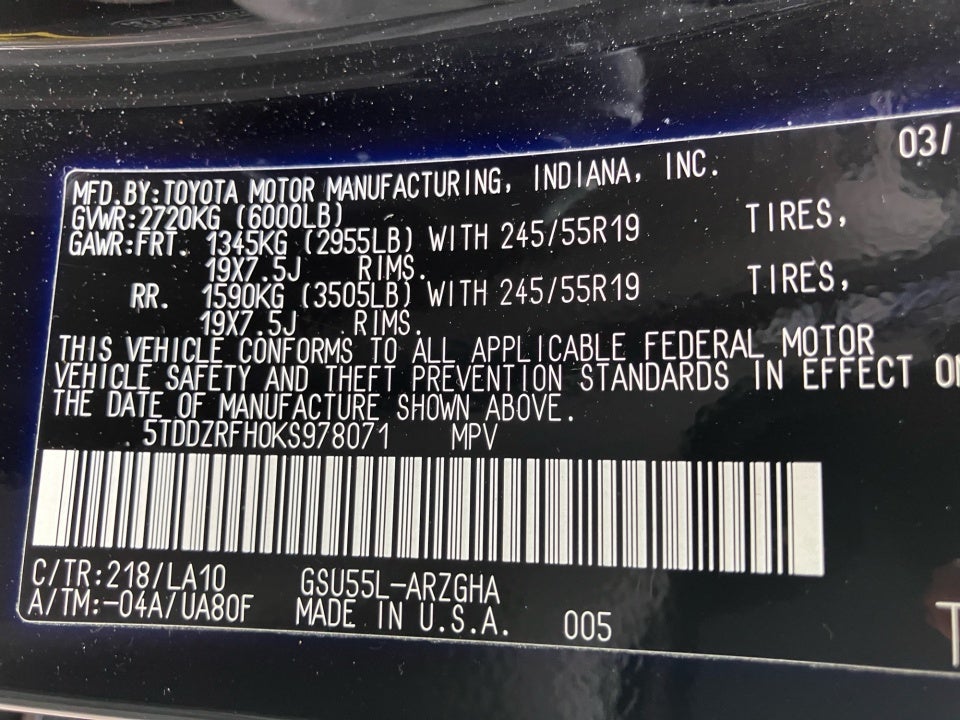 03/
MFD.BY:TOYOTA MOTOR MANUFACTURING, INDIANA, INC.
GVWR:2720KG (6000LB)
GAWR:FRT. 1345KG (2955LB) WITH 245/55R19 TIRES,
19X7.5J RIMS.
RR. 1590KG (3505LB) WITH 245/55R19 TIRES,
19X7.5J RIMS.
THIS VEHICLE CONFORMS TO ALL APPLICABLE FEDERAL MOTOR
VEHICLE SAFETY AND THEFT PREVENTION STANDARDS IN EFFECT ON
THE DATE OF MANUFACTURE SHOWN ABOVE.
5TDDZRFH0KS978071 MPV
C/TR:218/LA10 GSU55L-ARZGHA
A/TM:-04A/UA80F MADE IN U.S.A. 005